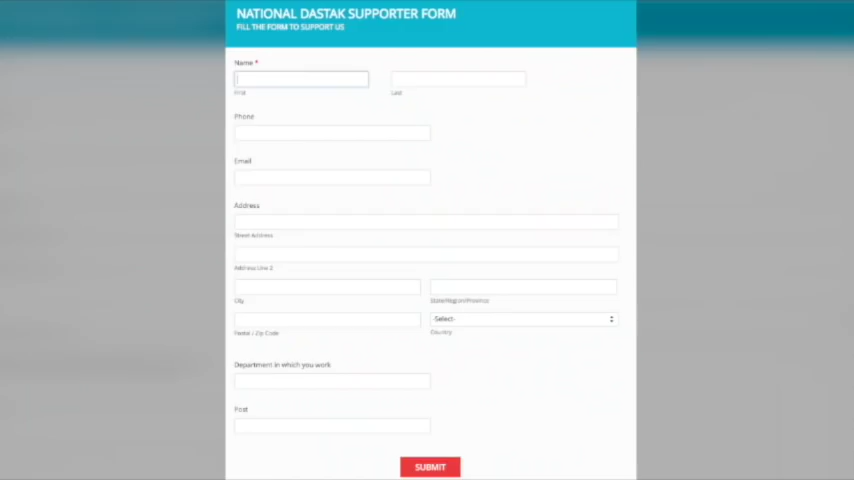 NATIONAL DASTAK SUPPORTER FORM
FILL THE FORM TO SUPPORT US
Name *
First
Last
Phone
Email
Address
Street Address
Address Line 2
City
State/Region/Province
Postal / Zip Code
-Select-
Country
Department in which you work
Post
SUBMIT